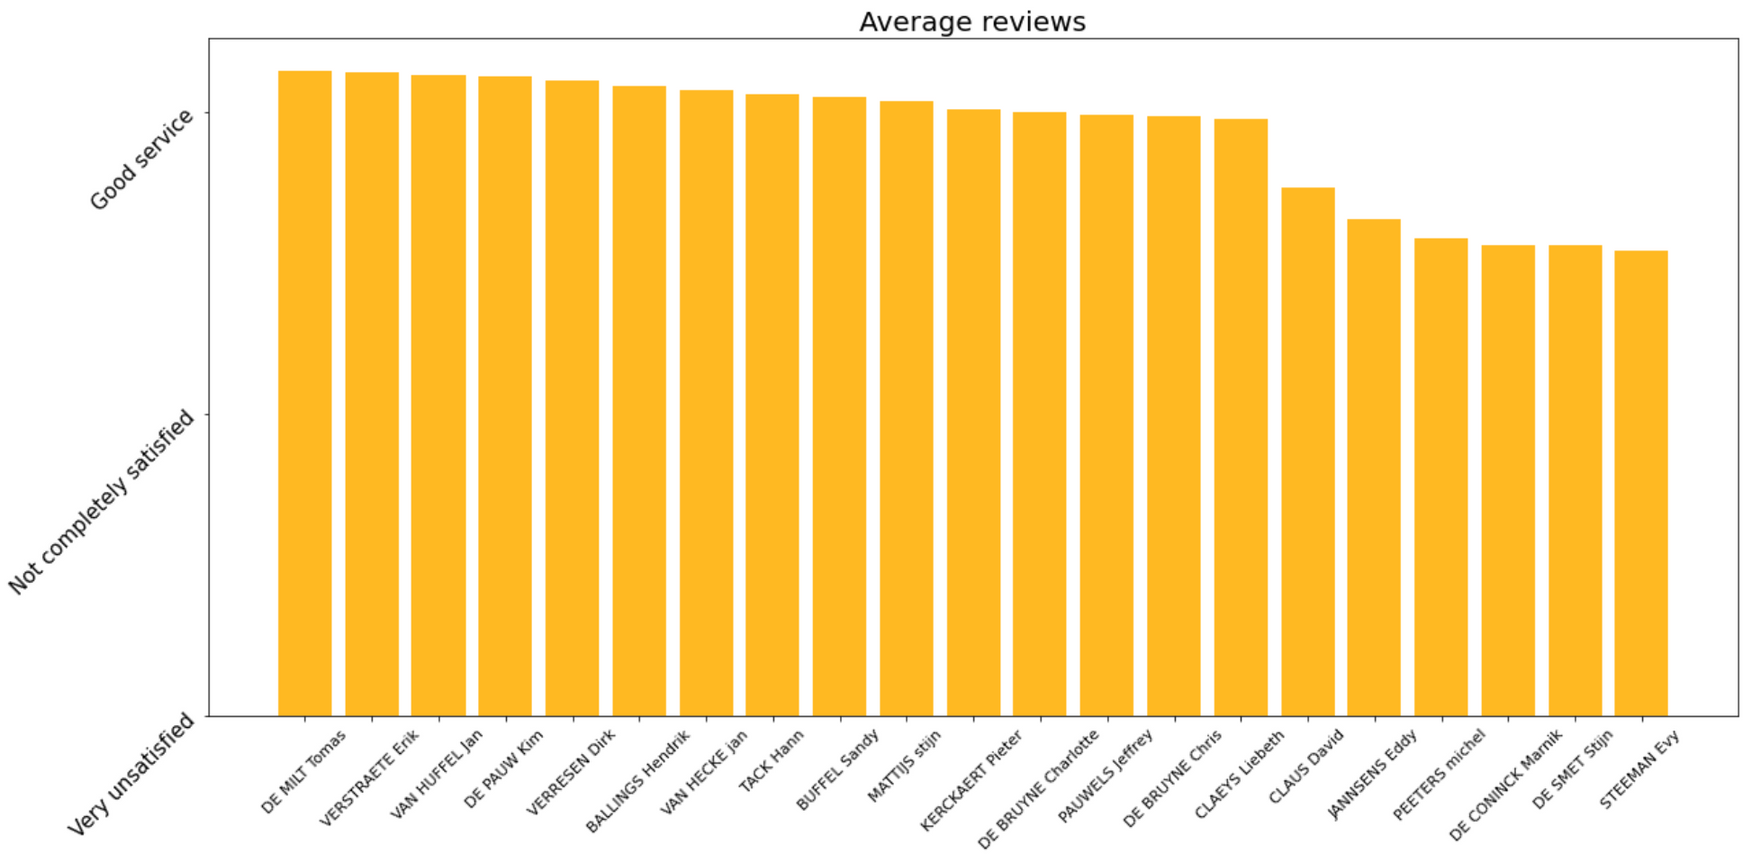 Average reviews
Good service
Not completely satisfied
Very unsatisfied
DE MILT Tomas
VERSTRAETE Erik
VAN HUFFEL Jan
DE PAUW Kim
VERRESEN Dirk
BALLINGS Hendrik
VAN HECKE jan
TACK Hann
BUFFEL Sandy
MATTIJS stijn
KERCKAERT Pieter
DE BRUYNE Charlotte
PAUWELS Jeffrey
DE BRUYNE Chris
CLAEYS Liebeth
CLAUS David
JANNSENS Eddy
PEETERS michel
DE CONINCK Marnik
DE SMET Stijn
STEEMAN Evy